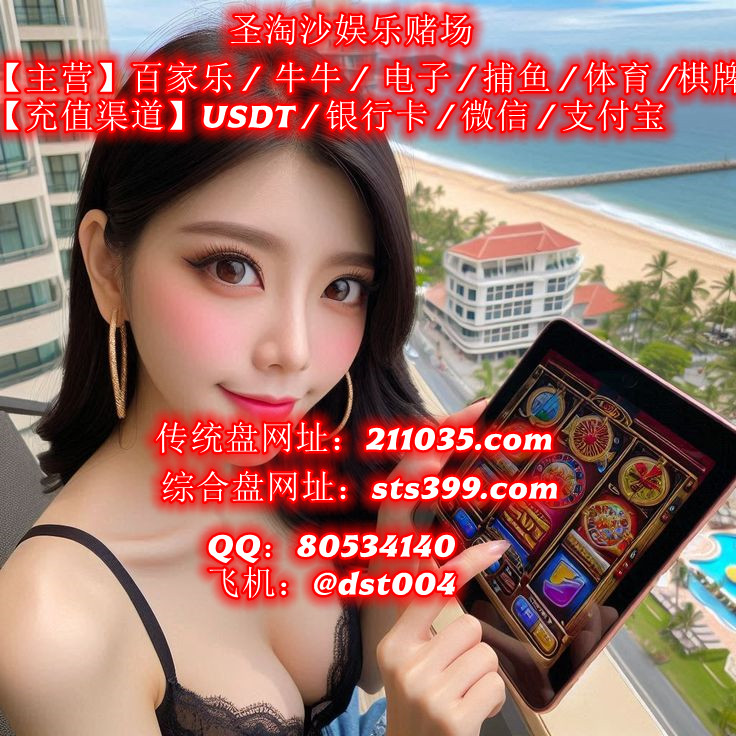 圣淘沙娱乐赌场
【主营】百家乐 / 牛牛 / 电子 / 捕鱼 / 体育 / 棋牌
【充值渠道】USDT / 银行卡 / 微信 / 支付宝
传统盘网址：211035.com
综合盘网址：sts399.com
QQ：80534140
飞机：@dst004